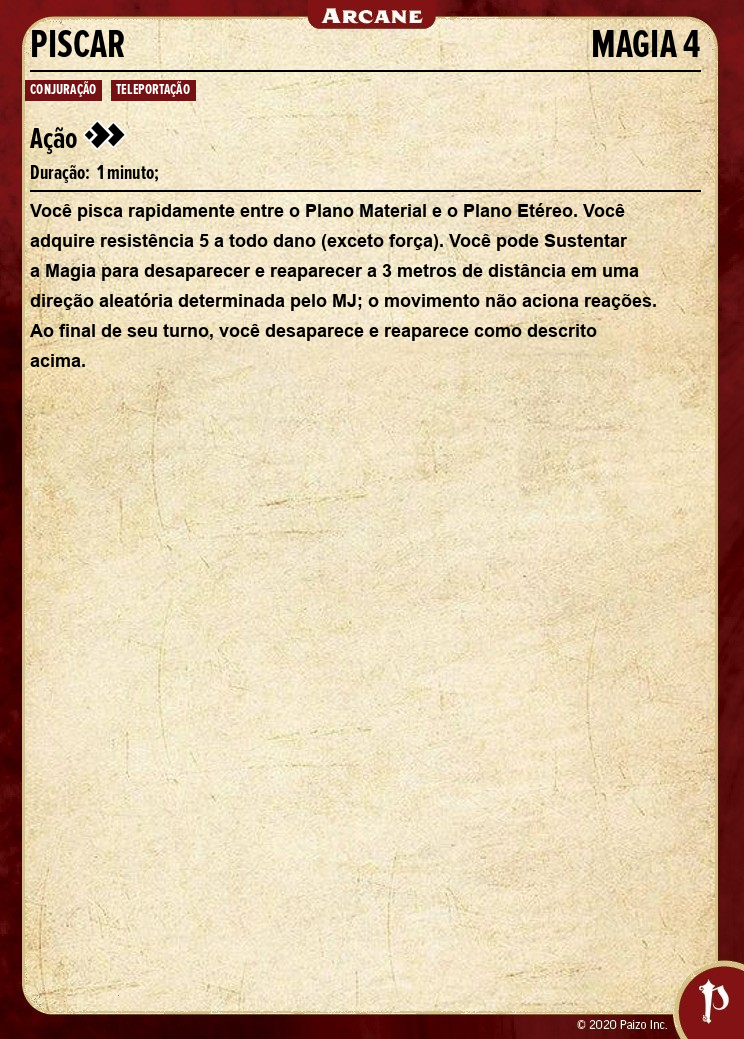 ARCANE
PISCAR MAGIA 4
CONJURAÇÃO TELEPORTAÇÃO
Ação
Duração: 1 minuto;
Você pisca rapidamente entre o Plano Material e o Plano Etéreo. Você
adquire resistência 5 a todo dano (exceto força). Você pode Sustentar
a Magia para desaparecer e reaparecer a 3 metros de distância em uma
direção aleatória determinada pelo MJ; o movimento não aciona reações.
Ao final de seu turno, você desaparece e reaparece como descrito
acima.
© 2020 Paizo Inc.
P